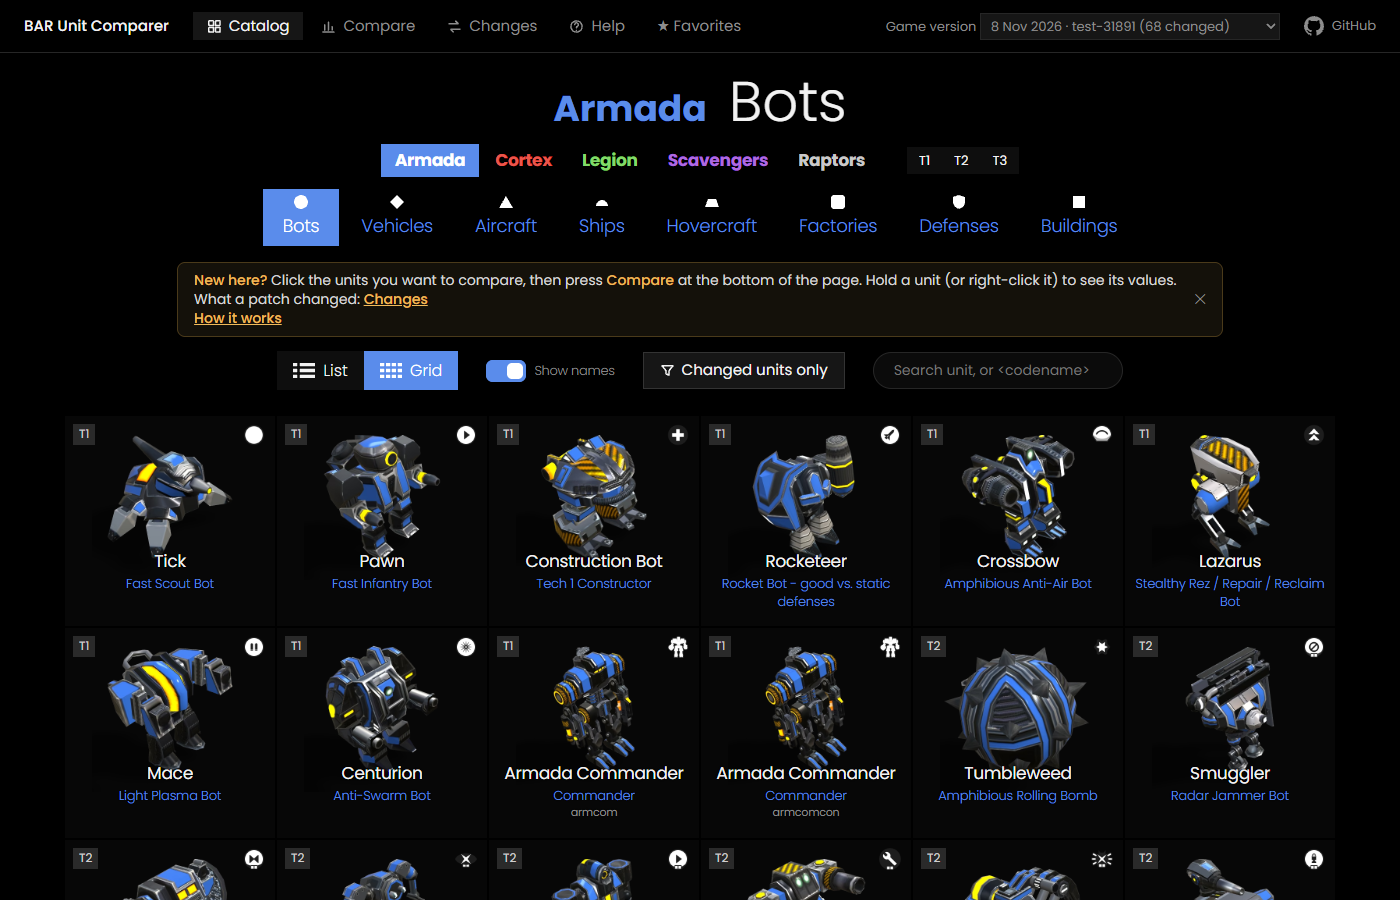 BAR Unit Comparer
Catalog
Compare
Changes
Help
★ Favorites
Game version
8 Nov 2026 · test-31891 (68 changed)
GitHub
Armada Bots
Armada
Cortex
Legion
Scavengers
Raptors
T1
T2
T3
Bots
Vehicles
Aircraft
Ships
Hovercraft
Factories
Defenses
Buildings
New here? Click the units you want to compare, then press Compare at the bottom of the page. Hold a unit (or right-click it) to see its values.
What a patch changed: Changes
How it works
List
Grid
Show names
Changed units only
Search unit, or <codename>
T1
Tick
Fast Scout Bot
T1
Pawn
Fast Infantry Bot
T1
Construction Bot
Tech 1 Constructor
T1
Rocketeer
Rocket Bot - good vs. static
defenses
T1
Crossbow
Amphibious Anti-Air Bot
T1
Lazarus
Stealthy Rez / Repair / Reclaim
Bot
T1
Mace
Light Plasma Bot
T1
Centurion
Anti-Swarm Bot
T1
Armada Commander
Commander
armcom
T1
Armada Commander
Commander
armcomcon
T2
Tumbleweed
Amphibious Rolling Bomb
T2
Smuggler
Radar Jammer Bot
T2
T2
T2
T2
T2
T2